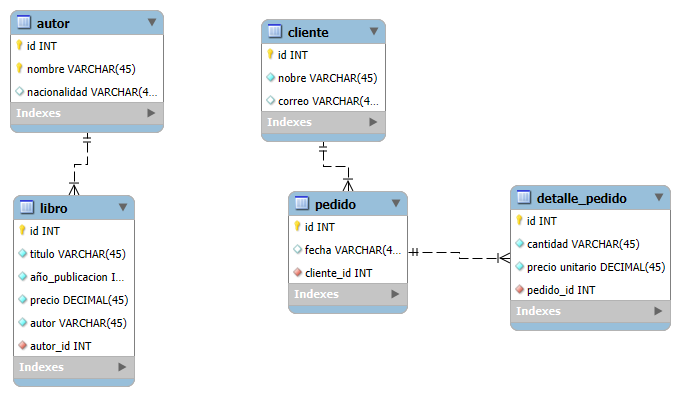 autor
id INT
nombre VARCHAR(45)
nacionalidad VARCHAR(4...
Indexes
cliente
id INT
nobre VARCHAR(45)
correo VARCHAR(4...
Indexes
libro
id INT
titulo VARCHAR(45)
año_publicacion I...
precio DECIMAL(45)
autor VARCHAR(45)
autor_id INT
Indexes
pedido
id INT
fecha VARCHAR(4...
cliente_id INT
Indexes
detalle_pedido
id INT
cantidad VARCHAR(45)
precio unitario DECIMAL(45)
pedido_id INT
Indexes